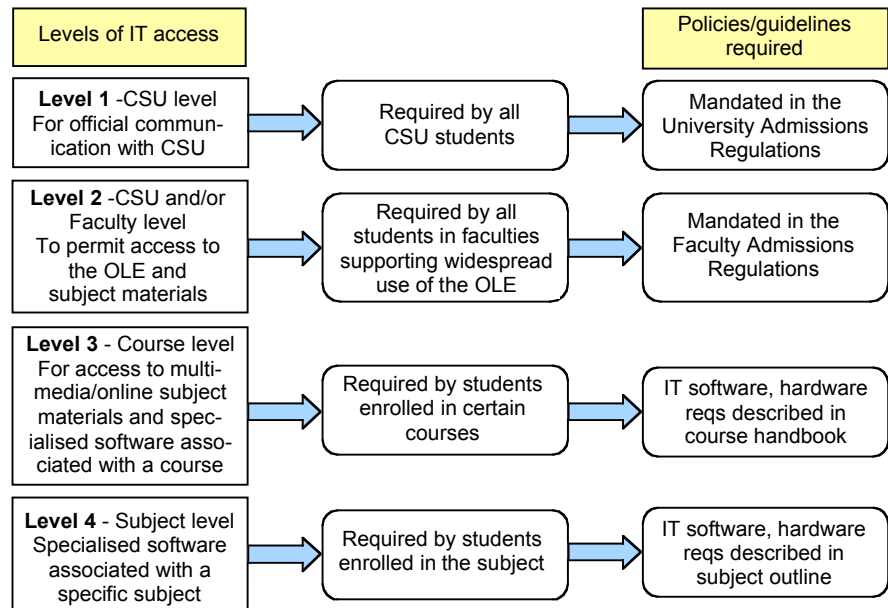 Levels of IT access
Policies/guidelines
required
Level 1 -CSU level
For official commun-
ication with CSU
Required by all
CSU students
Mandated in the
University Admissions
Regulations
Level 2 -CSU and/or
Faculty level
To permit access to
the OLE and
subject materials
Required by all
students in faculties
supporting widespread
use of the OLE
Mandated in the
Faculty Admissions
Regulations
Level 3 - Course level
For access to multi-
media/online subject
materials and spec-
ialised software asso-
ciated with a course
Required by students
enrolled in certain
courses
IT software, hardware
reqs described in
course handbook
Level 4 - Subject level
Specialised software
associated with a
specific subject
Required by students
enrolled in the subject
IT software, hardware
reqs described in
subject outline